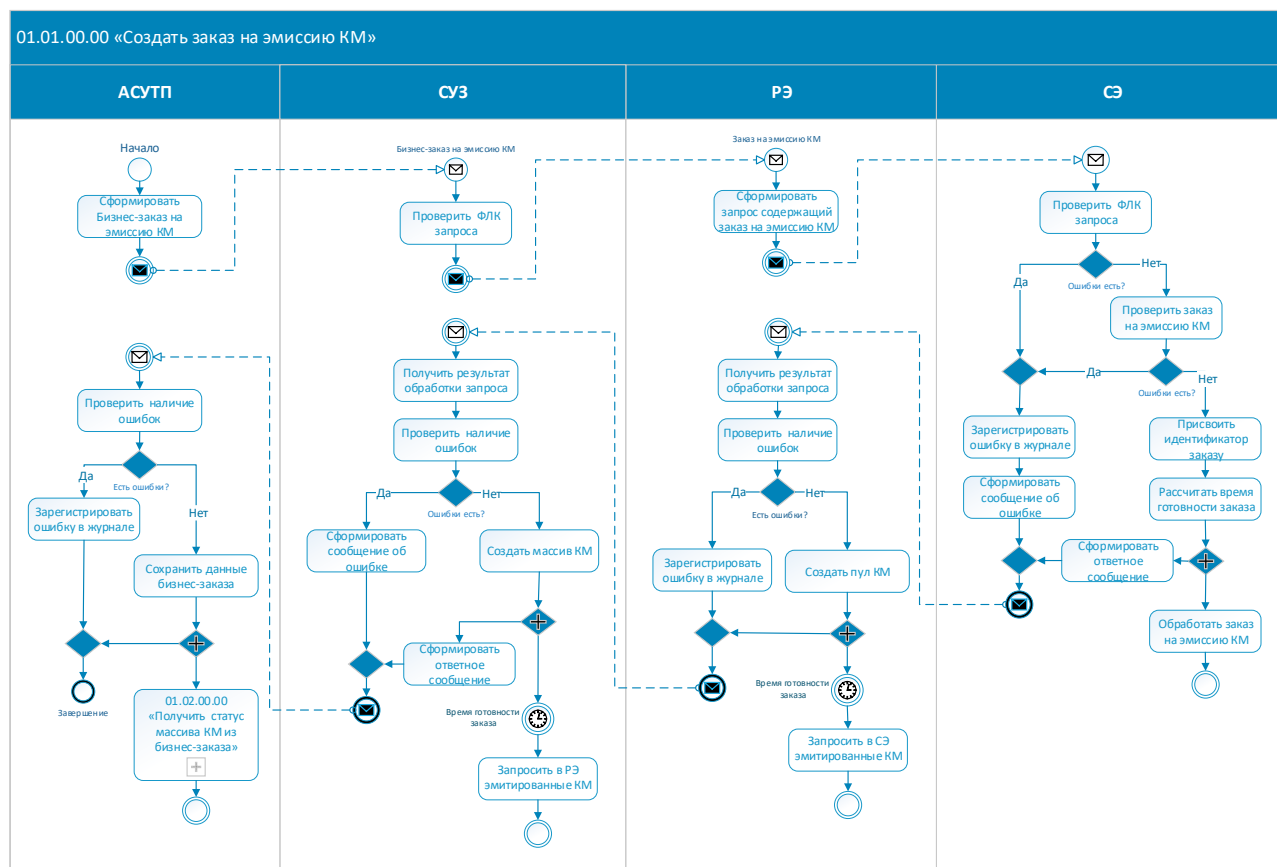 01.01.00.00 «Создать заказ на эмиссию КМ»
АСУТП
СУЗ
РЭ
СЭ
Начало
Сформировать
Бизнес-заказ на
эмиссию КМ
Проверить наличие
ошибок
Есть ошибки?
Да
Нет
Зарегистрировать
ошибку в журнале
Сохранить данные
бизнес-заказа
Завершение
01.02.00.00
«Получить статус
массива КМ из
бизнес-заказа»
Бизнес-заказ на эмиссию КМ
Проверить ФЛК
запроса
Получить результат
обработки запроса
Проверить наличие
ошибок
Да
Нет
Ошибки есть?
Сформировать
сообщение об
ошибке
Создать массив КМ
Сформировать
ответное
сообщение
Время готовности
заказа
Запросить в РЭ
эмитированные КМ
Заказ на эмиссию КМ
Сформировать
запрос содержащий
заказ на эмиссию КМ
Получить результат
обработки запроса
Проверить наличие
ошибок
Да
Нет
Есть ошибки?
Зарегистрировать
ошибку в журнале
Создать пул КМ
Время готовности
заказа
Запросить в СЭ
эмитированные КМ
Проверить ФЛК
запроса
Нет
Да
Ошибки есть?
Проверить заказ
на эмиссию КМ
Да
Нет
Ошибки есть?
Зарегистрировать
ошибку в журнале
Присвоить
идентификатор
заказу
Сформировать
сообщение об
ошибке
Рассчитать время
готовности заказа
Сформировать
ответное
сообщение
Обработать заказ
на эмиссию КМ